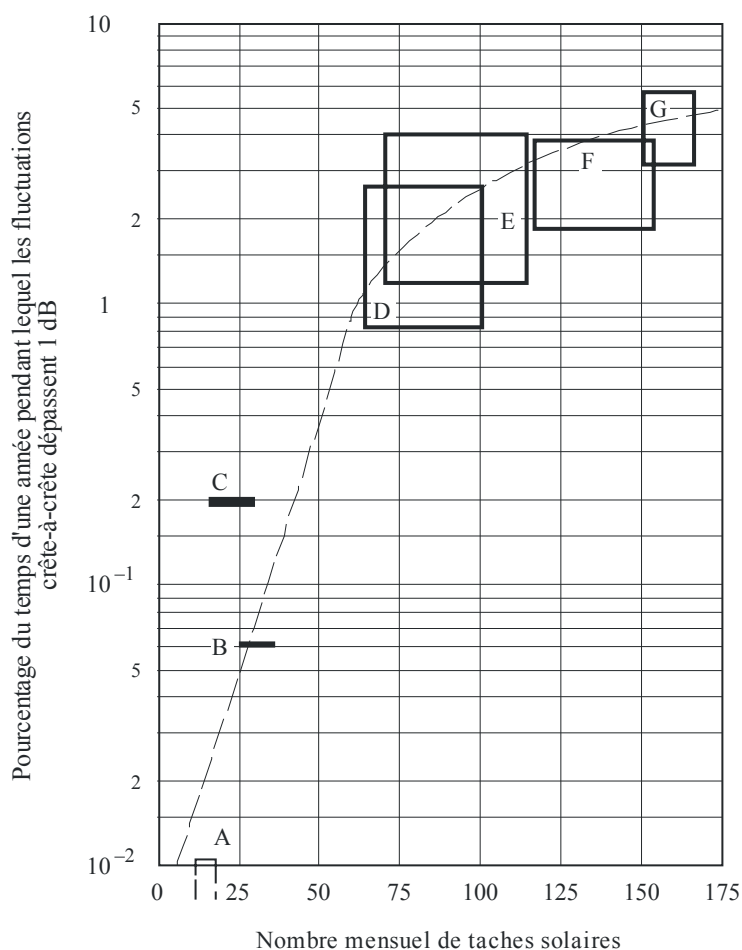 Pourcentage du temps d'une année pendant lequel les fluctuations
crête-à-crête dépassent 1 dB
10
5
2
1
5
2
10⁻¹
5
2
10⁻²
G
F
E
D
C
B
A
0 25 50 75 100 125 150 175
Nombre mensuel de taches solaires